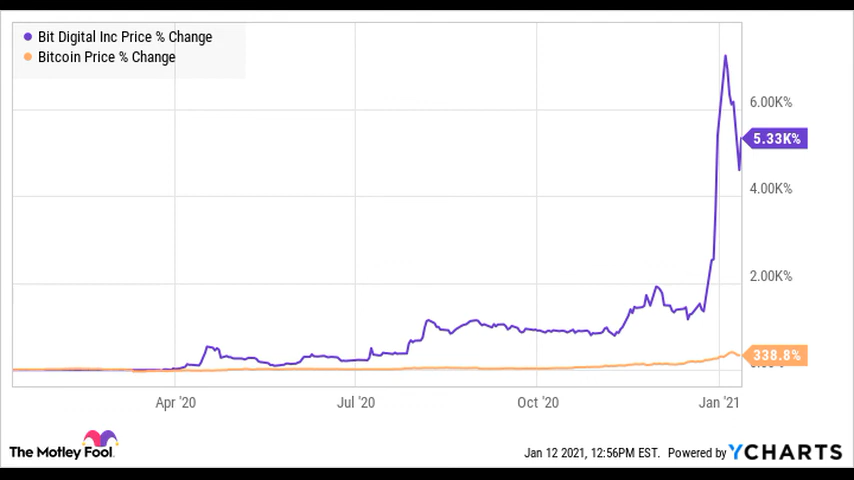 Bit Digital Inc Price % Change
Bitcoin Price % Change
6.00K%
5.33K%
4.00K%
2.00K%
338.8%
Apr '20
Jul '20
Oct '20
Jan '21
The Motley Fool.
Jan 12 2021, 12:56PM EST. Powered by YCHARTS